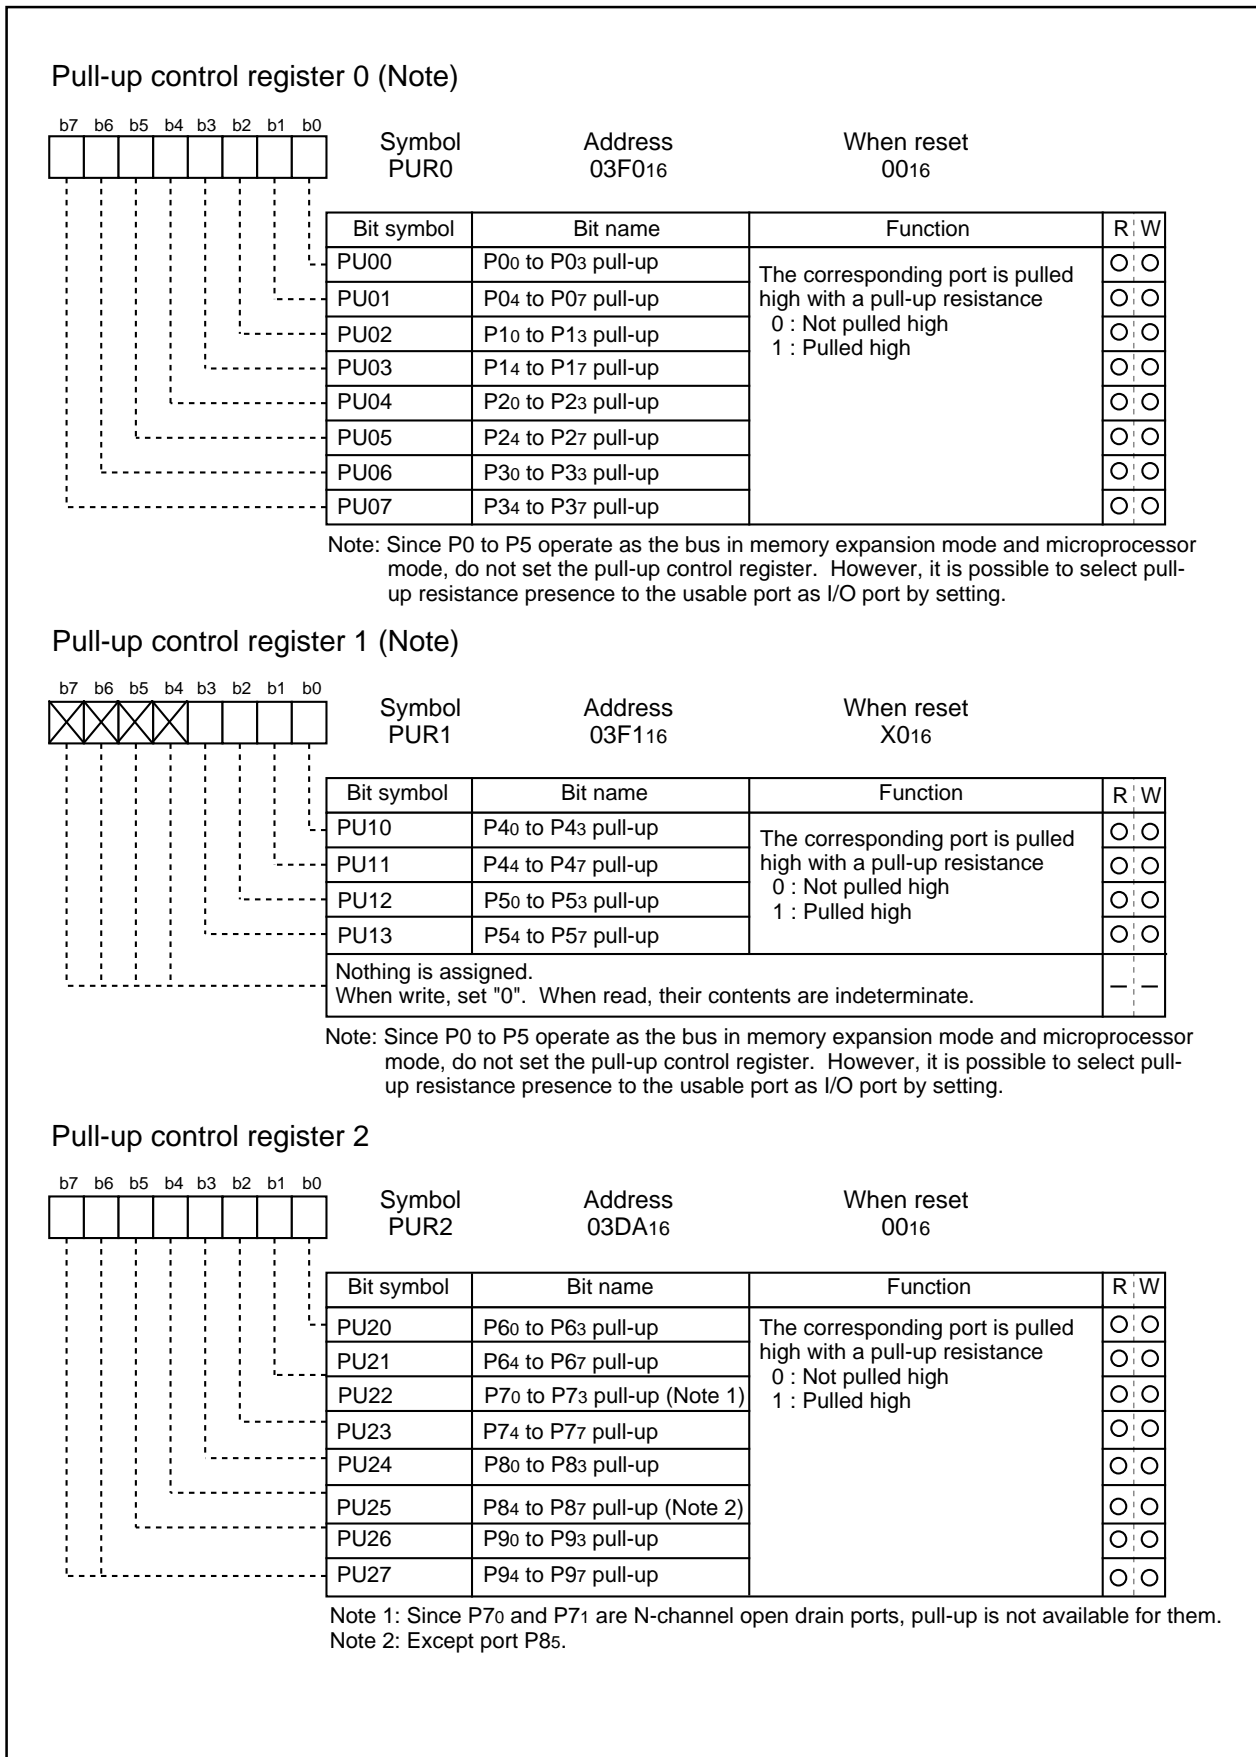 Pull-up control register 0 (Note)
b7 b6 b5 b4 b3 b2 b1 b0
Symbol Address When reset
PUR0 03F016 0016
Bit symbol Bit name Function R W
PU00 P00 to P03 pull-up The corresponding port is pulled
PU01 P04 to P07 pull-up high with a pull-up resistance
PU02 P10 to P13 pull-up 0 : Not pulled high
PU03 P14 to P17 pull-up 1 : Pulled high
PU04 P20 to P23 pull-up
PU05 P24 to P27 pull-up
PU06 P30 to P33 pull-up
PU07 P34 to P37 pull-up
Note: Since P0 to P5 operate as the bus in memory expansion mode and microprocessor
mode, do not set the pull-up control register. However, it is possible to select pull-
up resistance presence to the usable port as I/O port by setting.
Pull-up control register 1 (Note)
b7 b6 b5 b4 b3 b2 b1 b0
Symbol Address When reset
PUR1 03F116 X016
Bit symbol Bit name Function R W
PU10 P40 to P43 pull-up The corresponding port is pulled
PU11 P44 to P47 pull-up high with a pull-up resistance
PU12 P50 to P53 pull-up 0 : Not pulled high
PU13 P54 to P57 pull-up 1 : Pulled high
Nothing is assigned.
When write, set "0". When read, their contents are indeterminate. – –
Note: Since P0 to P5 operate as the bus in memory expansion mode and microprocessor
mode, do not set the pull-up control register. However, it is possible to select pull-
up resistance presence to the usable port as I/O port by setting.
Pull-up control register 2
b7 b6 b5 b4 b3 b2 b1 b0
Symbol Address When reset
PUR2 03DA16 0016
Bit symbol Bit name Function R W
PU20 P60 to P63 pull-up The corresponding port is pulled
PU21 P64 to P67 pull-up high with a pull-up resistance
PU22 P70 to P73 pull-up (Note 1) 0 : Not pulled high
PU23 P74 to P77 pull-up 1 : Pulled high
PU24 P80 to P83 pull-up
PU25 P84 to P87 pull-up (Note 2)
PU26 P90 to P93 pull-up
PU27 P94 to P97 pull-up
Note 1: Since P70 and P71 are N-channel open drain ports, pull-up is not available for them.
Note 2: Except port P85.